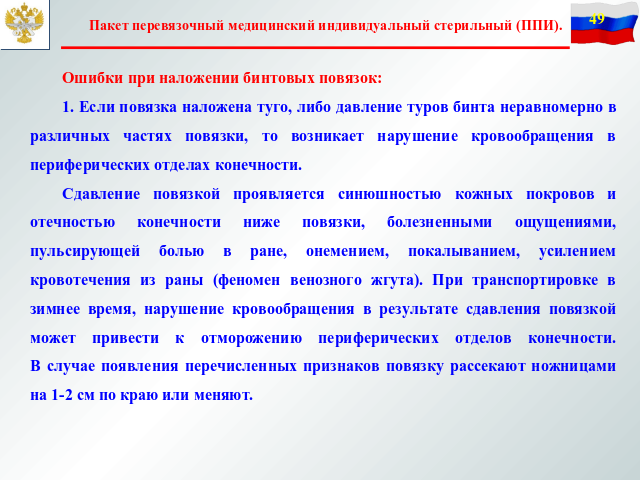 Пакет перевязочный медицинский индивидуальный стерильный (ППИ).
49
Ошибки при наложении бинтовых повязок:
1. Если повязка наложена туго, либо давление туров бинта неравномерно в
различных частях повязки, то возникает нарушение кровообращения в
периферических отделах конечности.
Сдавление повязкой проявляется синюшностью кожных покровов и
отечностью конечности ниже повязки, болезненными ощущениями,
пульсирующей болью в ране, онемением, покалыванием, усилением
кровотечения из раны (феномен венозного жгута). При транспортировке в
зимнее время, нарушение кровообращения в результате сдавления повязкой
может привести к отморожению периферических отделов конечности.
В случае появления перечисленных признаков повязку рассекают ножницами
на 1-2 см по краю или меняют.